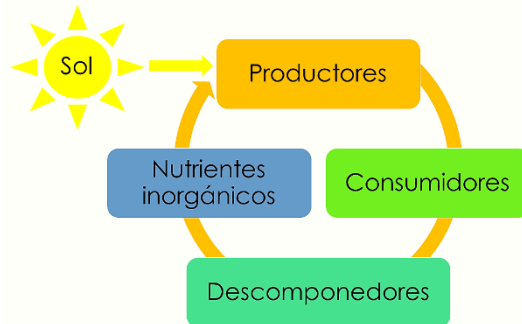 Sol
Productores
Nutrientes
inorgánicos
Consumidores
Descomponedores